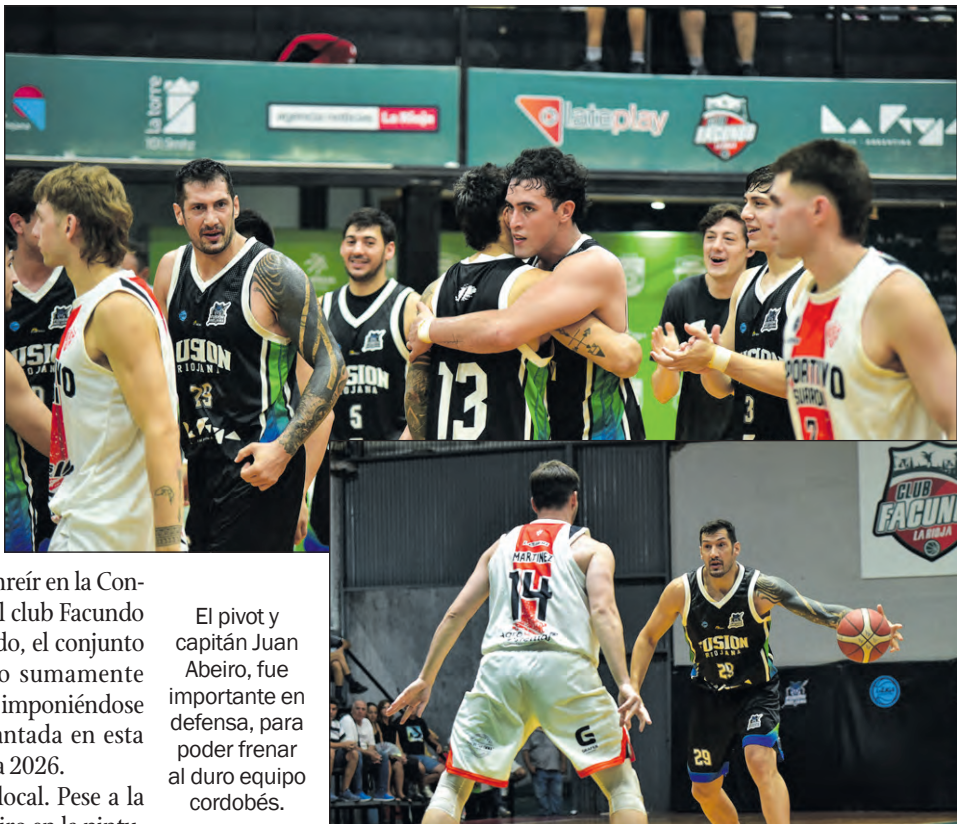 la torre
agencia noticias La Rioja
lateplay
CLUB
FACUNDO
LA RIOJA
FUSION
RIOJANA
5
13
3
CLUB
FACUN
LA RIOJA
MARTINEZ
14
FUSION
RIOJANA
29
29
nreír en la Con-
l club Facundo
do, el conjunto
o sumamente
imponiéndose
antada en esta
a 2026.
local. Pese a la
El pivot y
capitán Juan
Abeiro, fue
importante en
defensa, para
poder frenar
al duro equipo
cordobés.